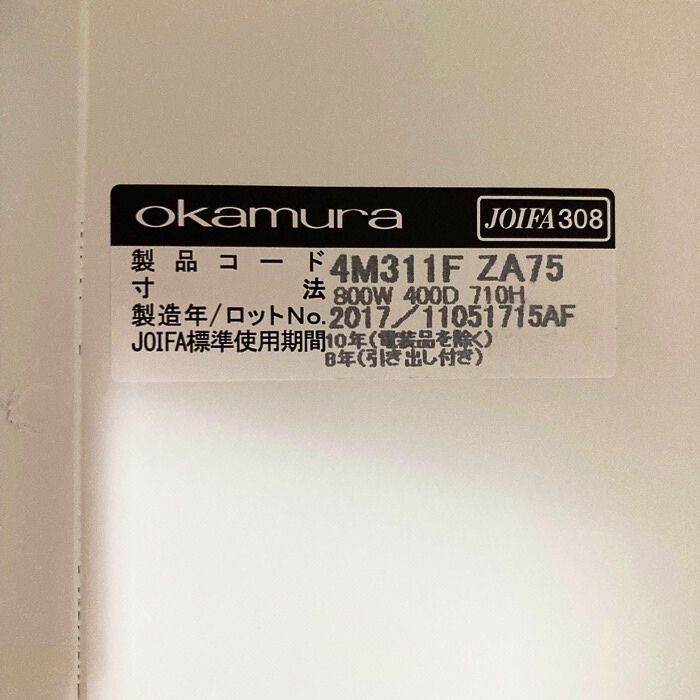 okamura JOIFA308
製品コード 4M311F ZA75
寸法 800W 400D 710H
製造年/ロットNo. 2017/11051715AF
JOIFA標準使用期間 10年(電装品を除く)
8年(引き出し付き)